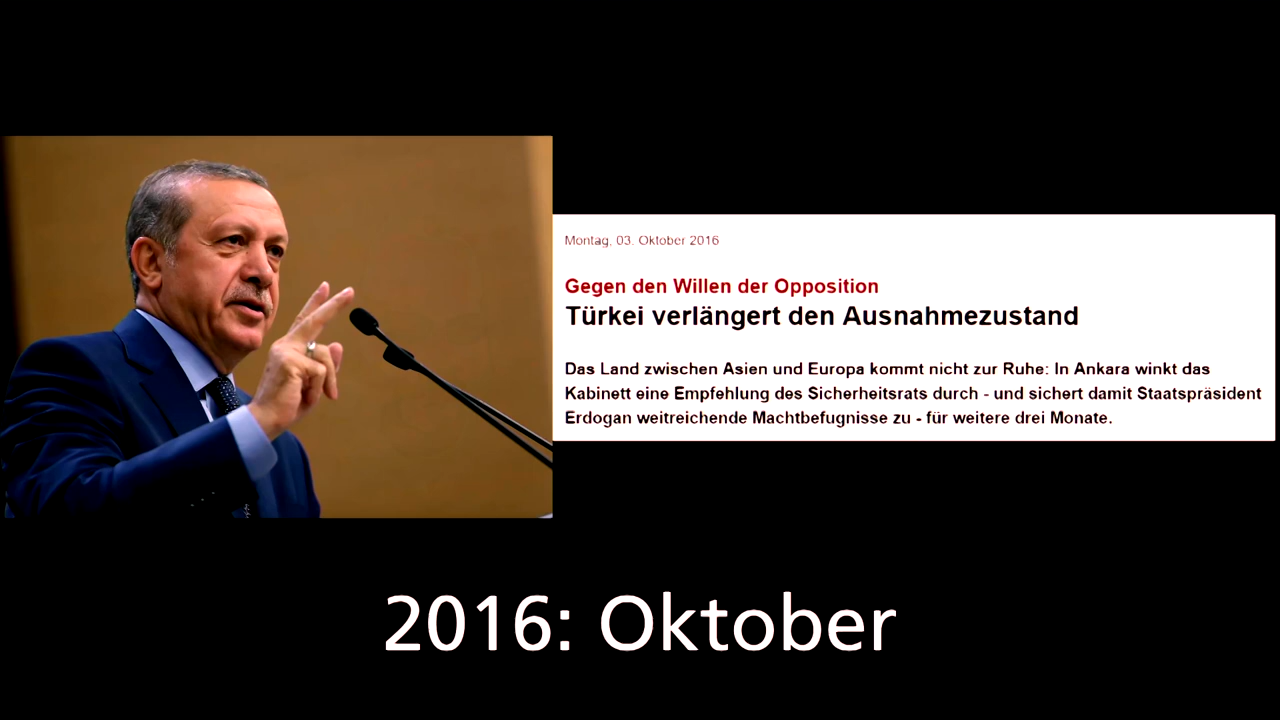 Montag, 03. Oktober 2016
Gegen den Willen der Opposition
Türkei verlängert den Ausnahmezustand
Das Land zwischen Asien und Europa kommt nicht zur Ruhe: In Ankara winkt das
Kabinett eine Empfehlung des Sicherheitsrats durch - und sichert damit Staatspräsident
Erdogan weitreichende Machtbefugnisse zu - für weitere drei Monate.
2016: Oktober